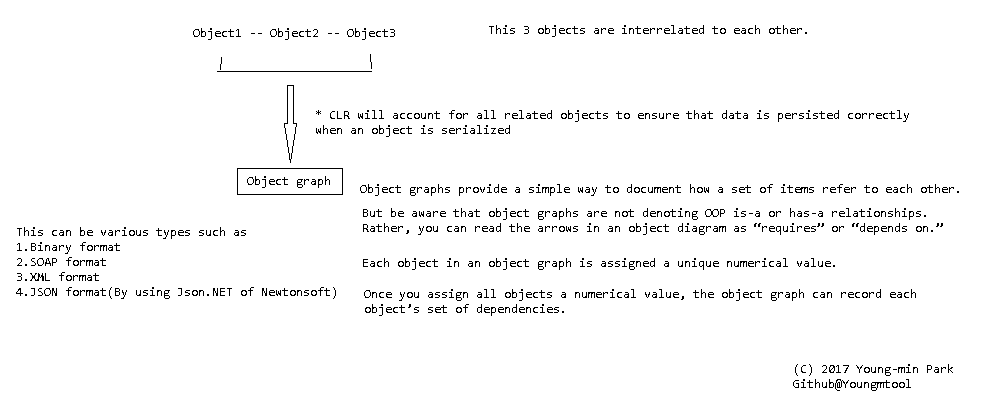 Object1 -- Object2 -- Object3
This 3 objects are interrelated to each other.
* CLR will account for all related objects to ensure that data is persisted correctly
when an object is serialized
Object graph
Object graphs provide a simple way to document how a set of items refer to each other.
But be aware that object graphs are not denoting OOP is-a or has-a relationships.
Rather, you can read the arrows in an object diagram as “requires” or “depends on.”
This can be various types such as
1.Binary format
2.SOAP format
3.XML format
4.JSON format(By using Json.NET of Newtonsoft)
Each object in an object graph is assigned a unique numerical value.
Once you assign all objects a numerical value, the object graph can record each
object’s set of dependencies.
(C) 2017 Young-min Park
Github@Youngmtool